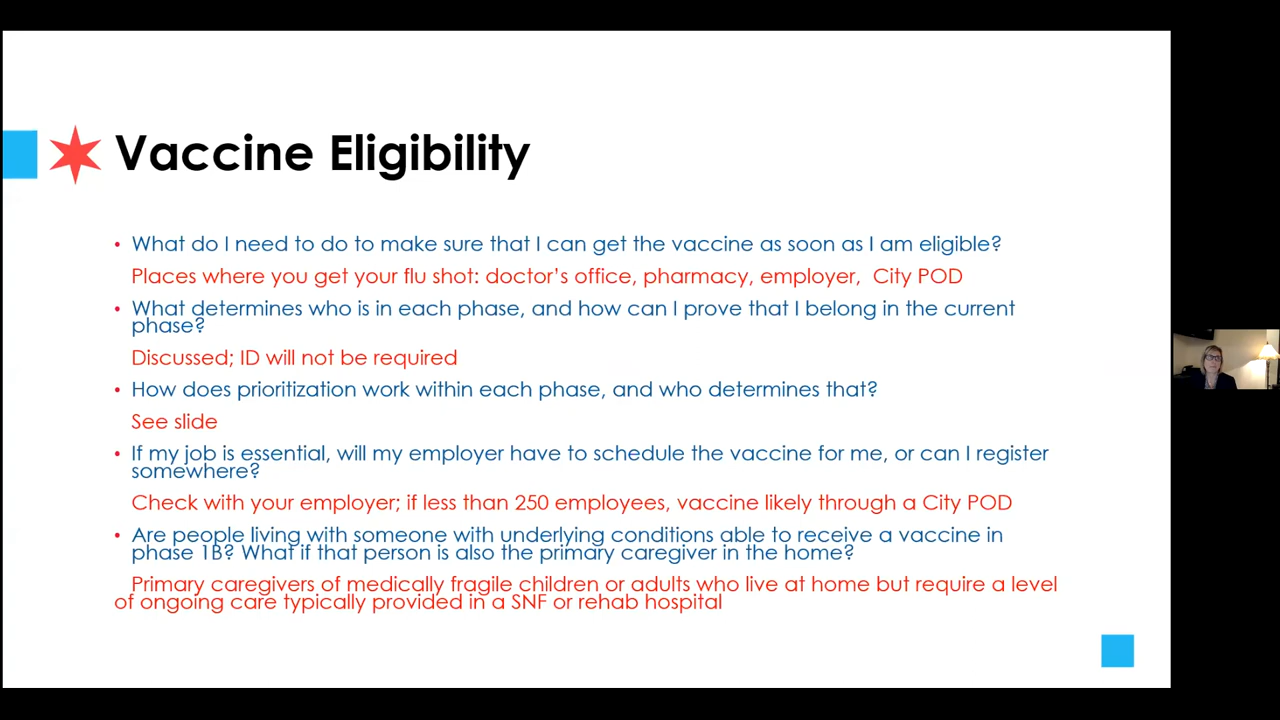 Vaccine Eligibility
• What do I need to do to make sure that I can get the vaccine as soon as I am eligible?
Places where you get your flu shot: doctor's office, pharmacy, employer, City POD
• What determines who is in each phase, and how can I prove that I belong in the current
phase?
Discussed; ID will not be required
• How does prioritization work within each phase, and who determines that?
See slide
• If my job is essential, will my employer have to schedule the vaccine for me, or can I register
somewhere?
Check with your employer; if less than 250 employees, vaccine likely through a City POD
• Are people living with someone with underlying conditions able to receive a vaccine in
phase 1B? What if that person is also the primary caregiver in the home?
Primary caregivers of medically fragile children or adults who live at home but require a level
of ongoing care typically provided in a SNF or rehab hospital